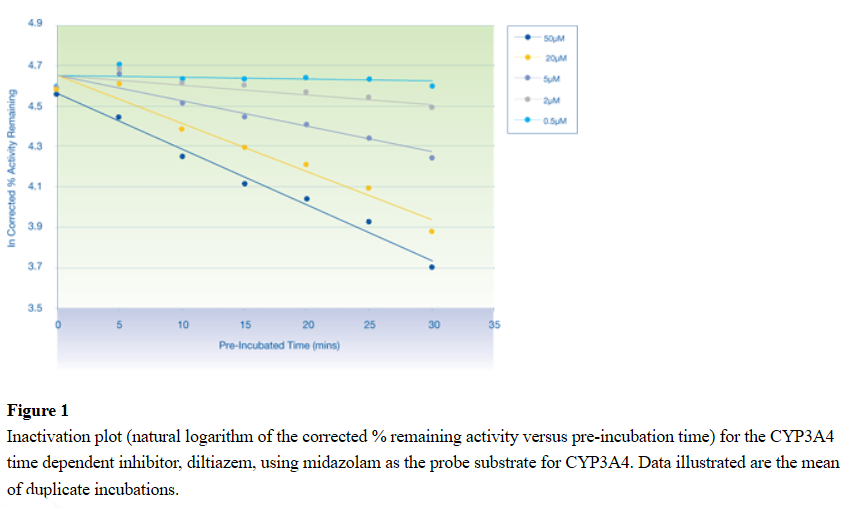 4.9
4.7
4.5
4.3
4.1
3.9
3.7
3.5
ln Corrected % Activity Remaining
0 5 10 15 20 25 30 35
Pre-Incubated Time (mins)
50µM
20µM
5µM
2µM
0.5µM
Figure 1
Inactivation plot (natural logarithm of the corrected % remaining activity versus pre-incubation time) for the CYP3A4
time dependent inhibitor, diltiazem, using midazolam as the probe substrate for CYP3A4. Data illustrated are the mean
of duplicate incubations.